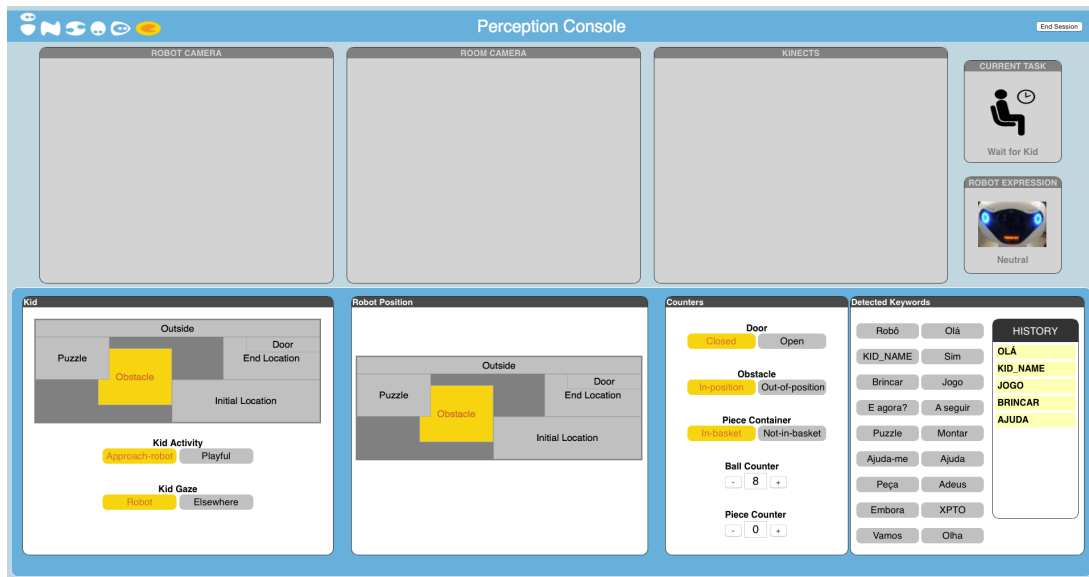 INSIDE
Perception Console
End Session
ROBOT CAMERA
ROOM CAMERA
KINECTS
CURRENT TASK
Wait for Kid
ROBOT EXPRESSION
Neutral
Kid
Outside
Door
Puzzle
End Location
Obstacle
Initial Location
Kid Activity
Approach-robot
Playful
Kid Gaze
Robot
Elsewhere
Robot Position
Outside
Door
Puzzle
End Location
Obstacle
Initial Location
Counters
Door
Closed
Open
Obstacle
In-position
Out-of-position
Piece Container
In-basket
Not-in-basket
Ball Counter
- 8 +
Piece Counter
- 0 +
Detected Keywords
Robô
Olá
KID_NAME
Sim
Brincar
Jogo
E agora?
A seguir
Puzzle
Montar
Ajuda-me
Ajuda
Peça
Adeus
Embora
XPTO
Vamos
Olha
HISTORY
OLÁ
KID_NAME
JOGO
BRINCAR
AJUDA